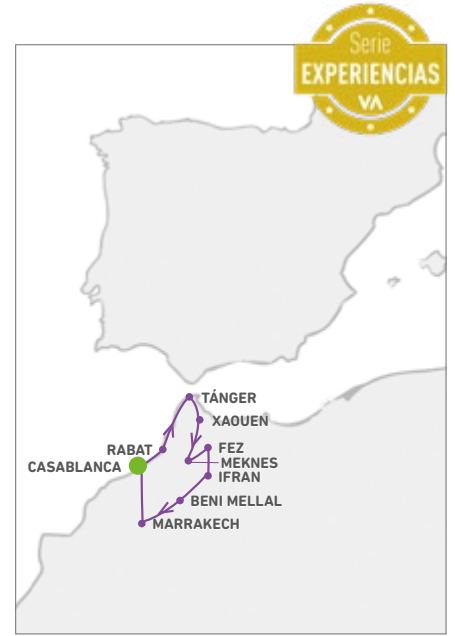 Serie
EXPERIENCIAS
VA
TÁNGER
XAOUEN
RABAT
FEZ
CASABLANCA
MEKNES
IFRAN
BENI MELLAL
MARRAKECH